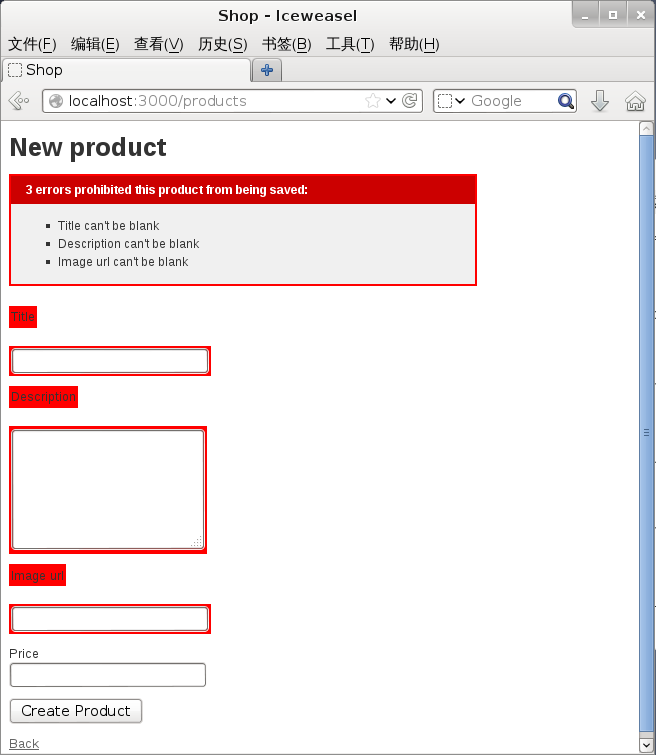 Shop - Iceweasel
文件(F) 编辑(E) 查看(V) 历史(S) 书签(B) 工具(T) 帮助(H)
Shop
localhost:3000/products Google
New product
3 errors prohibited this product from being saved:
Title can't be blank
Description can't be blank
Image url can't be blank
Title
Description
Image url
Price
Create Product
Back